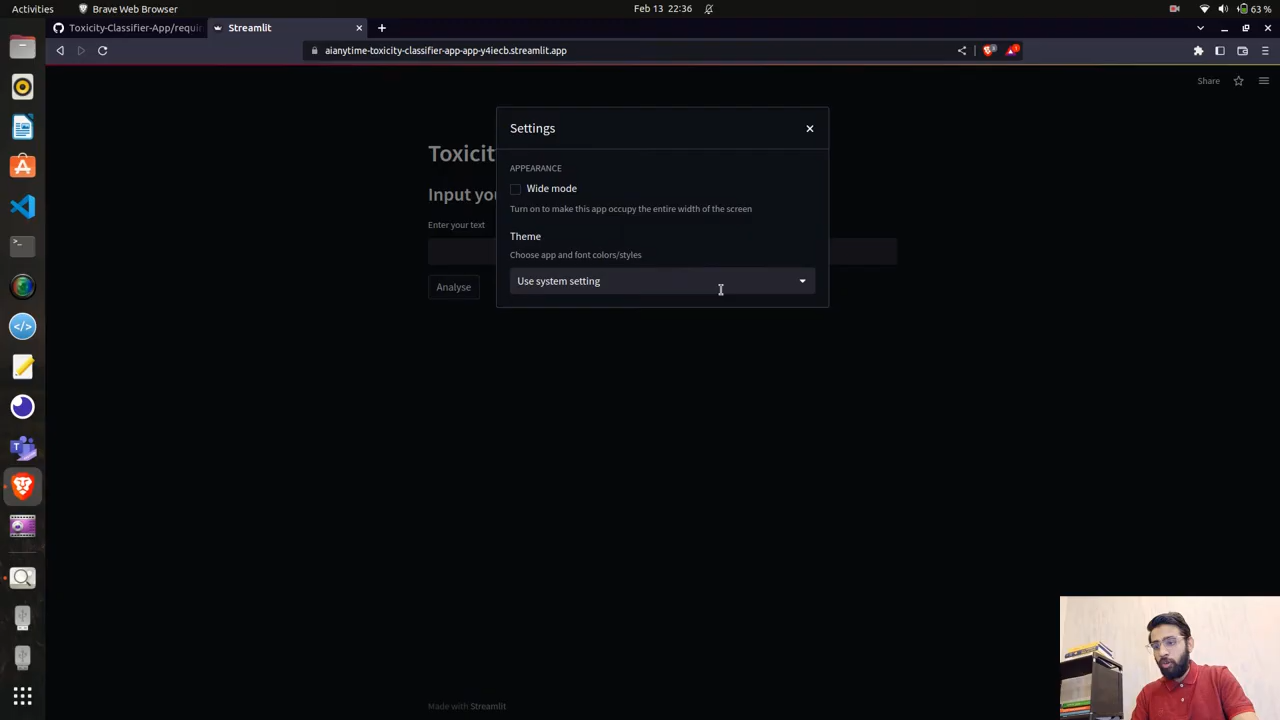 Activities
Brave Web Browser
Feb 13 22:36
63 %
Toxicity-Classifier-App/requi
Streamlit
aianytime-toxicity-classifier-app-app-y4iecb.streamlit.app
Share
Settings
Toxicit
APPEARANCE
Wide mode
Input you
Turn on to make this app occupy the entire width of the screen
Enter your text
Theme
Choose app and font colors/styles
Use system setting
Analyse
Made with Streamlit